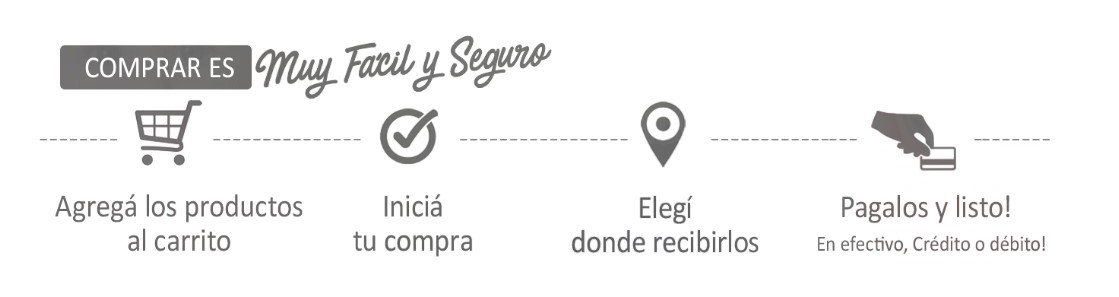 COMPRAR ES Muy Fácil y Seguro
Agregá los productos
al carrito
Iniciá
tu compra
Elegí
donde recibirlos
Pagalos y listo!
En efectivo, Crédito o débito!